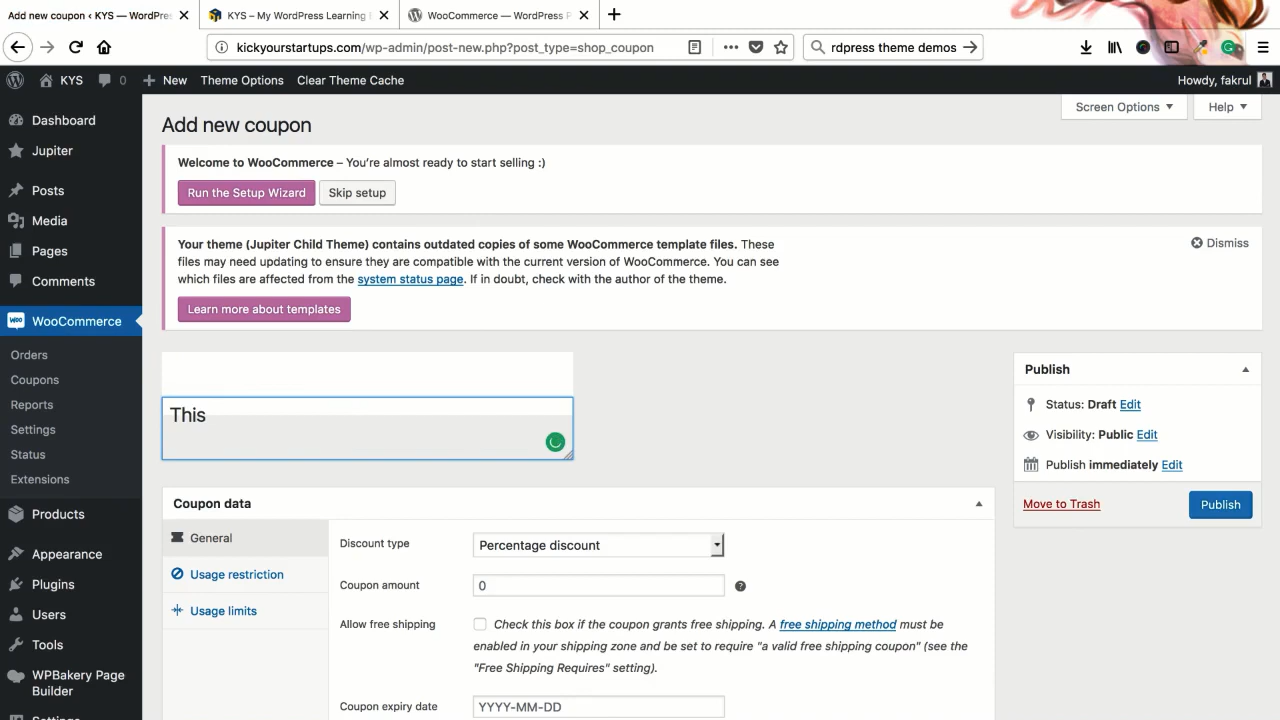 Add new coupon ‹ KYS — WordPres
KYS – My WordPress Learning
WooCommerce — WordPress P
kickyourstartups.com/wp-admin/post-new.php?post_type=shop_coupon
rdpress theme demos
KYS
0
New
Theme Options
Clear Theme Cache
Howdy, fakrul
Screen Options
Help
Add new coupon
Welcome to WooCommerce – You're almost ready to start selling :)
Run the Setup Wizard
Skip setup
Your theme (Jupiter Child Theme) contains outdated copies of some WooCommerce template files. These
files may need updating to ensure they are compatible with the current version of WooCommerce. You can see
which files are affected from the system status page. If in doubt, check with the author of the theme.
Dismiss
Learn more about templates
Dashboard
Jupiter
Posts
Media
Pages
Comments
WooCommerce
Orders
Coupons
Reports
Settings
Status
Extensions
Products
Appearance
Plugins
Users
Tools
WPBakery Page
Builder
This
Coupon data
General
Usage restriction
Usage limits
Discount type
Percentage discount
Coupon amount
0
Allow free shipping
Check this box if the coupon grants free shipping. A free shipping method must be
enabled in your shipping zone and be set to require "a valid free shipping coupon" (see the
"Free Shipping Requires" setting).
Coupon expiry date
YYYY-MM-DD
Publish
Status: Draft Edit
Visibility: Public Edit
Publish immediately Edit
Move to Trash
Publish